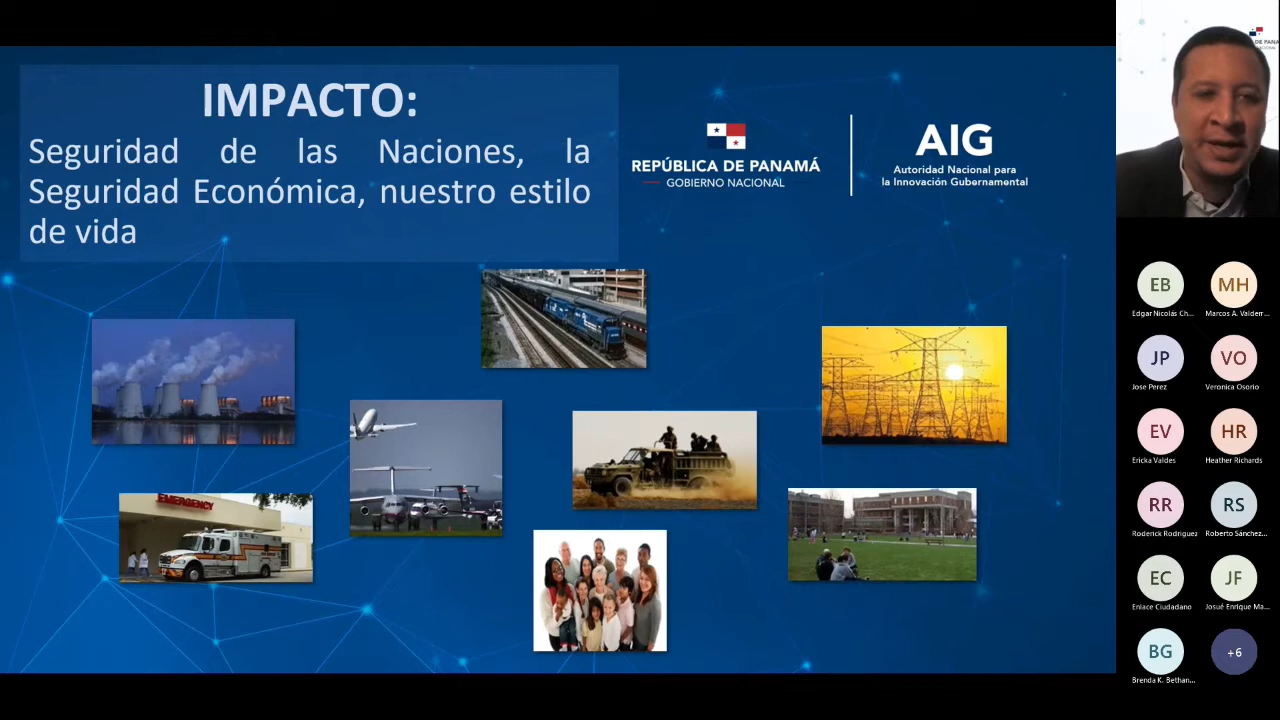 IMPACTO:
Seguridad de las Naciones, la
Seguridad Económica, nuestro estilo
de vida
REPÚBLICA DE PANAMÁ
GOBIERNO NACIONAL
AIG
Autoridad Nacional para
la Innovación Gubernamental
EMERGENCY
DE PANA
EB
MH
Edgar Nicolás Ch...
Marcos A. Valderr...
JP
VO
Jose Perez
Veronica Osorio
EV
HR
Ericka Valdes
Heather Richards
RR
RS
Roderick Rodriguez
Roberto Sánchez...
EC
JF
Enlace Ciudadano
Josué Enrique Ma...
BG
+6
Brenda K. Bethan...